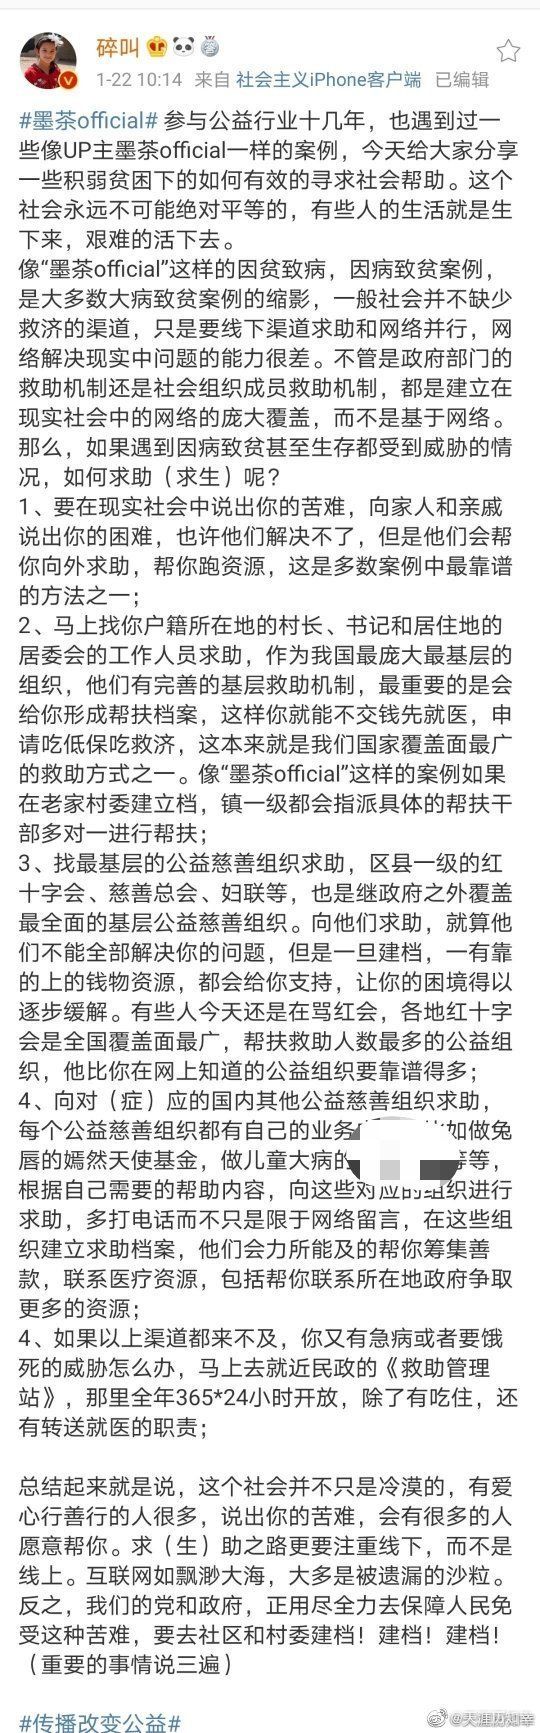 碎叫
1-22 10:14 来自 社会主义iPhone客户端 已编辑
#墨茶official# 参与公益行业十几年，也遇到过一
些像UP主墨茶official一样的案例，今天给大家分享
一些积弱贫困下的如何有效的寻求社会帮助。这个
社会永远不可能绝对平等的，有些人的生活就是生
下来，艰难的活下去。
像“墨茶official”这样的因贫致病，因病致贫案例，
是大多数大病致贫案例的缩影，一般社会并不缺少
救济的渠道，只是要线下渠道求助和网络并行，网
络解决现实中问题的能力很差。不管是政府部门的
救助机制还是社会组织成员救助机制，都是建立在
现实社会中的网络的庞大覆盖，而不是基于网络。
那么，如果遇到因病致贫甚至生存都受到威胁的情
况，如何求助（求生）呢？
1、要在现实社会中说出你的苦难，向家人和亲戚
说出你的困难，也许他们解决不了，但是他们会帮
你向外求助，帮你跑资源，这是多数案例中最靠谱
的方法之一；
2、马上找你户籍所在地的村长、书记和居住地的
居委会的工作人员求助，作为我国最庞大最基层的
组织，他们有完善的基层救助机制，最重要的是会
给你形成帮扶档案，这样你就能不交钱先就医，申
请吃低保吃救济，这本来就是我们国家覆盖面最广
的救助方式之一。像“墨茶official”这样的案例如果
在老家村委建立档，镇一级都会指派具体的帮扶干
部多对一进行帮扶；
3、找最基层的公益慈善组织求助，区县一级的红
十字会、慈善总会、妇联等，也是继政府之外覆盖
最全面的基层公益慈善组织。向他们求助，就算他
们不能全部解决你的问题，但是一旦建档，一有靠
的上的钱物资源，都会给你支持，让你的困境得以
逐步缓解。有些人今天还是在骂红会，各地红十字
会是全国覆盖面最广，帮扶救助人数最多的公益组
织，他比你在网上知道的公益组织要靠谱得多；
4、向对（症）应的国内其他公益慈善组织求助，
每个公益慈善组织都有自己的业务 如做兔
唇的嫣然天使基金，做儿童大病的 等等，
根据自己需要的帮助内容，向这些对应的组织进行
求助，多打电话而不只是限于网络留言，在这些组
织建立求助档案，他们会力所能及的帮你筹集善
款，联系医疗资源，包括帮你联系所在地政府争取
更多的资源；
4、如果以上渠道都来不及，你又有急病或者要饿
死的威胁怎么办，马上去就近民政的《救助管理
站》，那里全年365*24小时开放，除了有吃住，还
有转送就医的职责；
总结起来就是说，这个社会并不只是冷漠的，有爱
心行善行的人很多，说出你的苦难，会有很多的人
愿意帮你。求（生）助之路更要注重线下，而不是
线上。互联网如飘渺大海，大多是被遗漏的沙粒。
反之，我们的党和政府，正用尽全力去保障人民免
受这种苦难，要去社区和村委建档！建档！建档！
（重要的事情说三遍）
#传播改变公益#